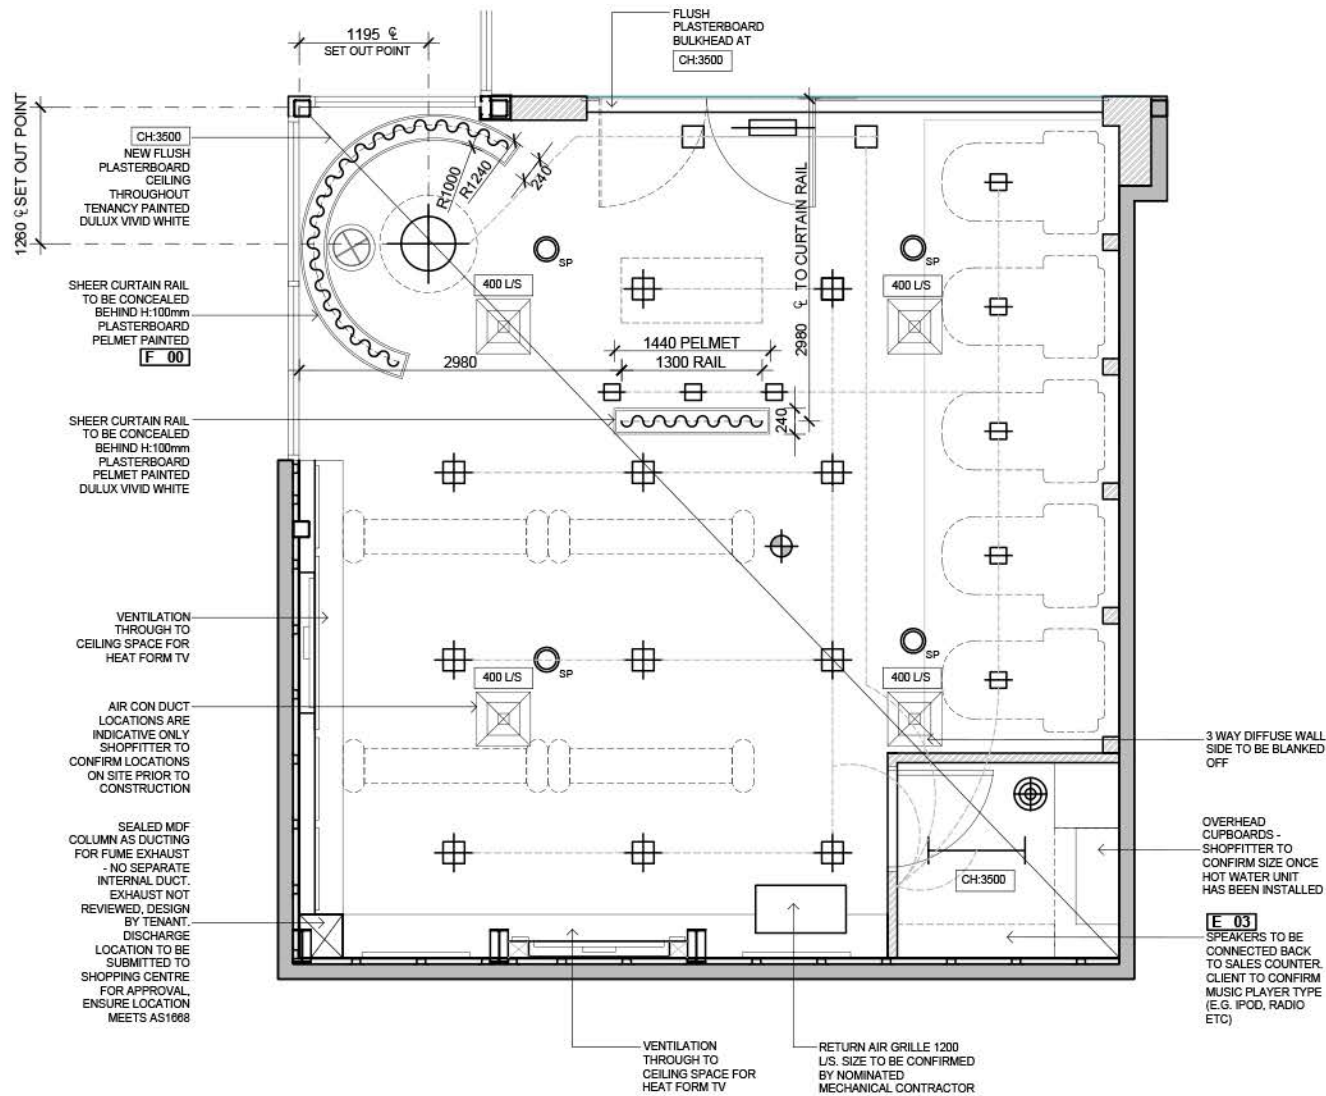 1195 ℄
SET OUT POINT
FLUSH
PLASTERBOARD
BULKHEAD AT
CH:3500
1260 ℄ SET OUT POINT
CH:3500
NEW FLUSH
PLASTERBOARD
CEILING
THROUGHOUT
TENANCY PAINTED
DULUX VIVID WHITE
R1000
R1240
240
2980 ℄ TO CURTAIN RAIL
SP
SP
400 L/S
400 L/S
SHEER CURTAIN RAIL
TO BE CONCEALED
BEHIND H:100mm
PLASTERBOARD
PELMET PAINTED
F 00
1440 PELMET
2980
1300 RAIL
240
SHEER CURTAIN RAIL
TO BE CONCEALED
BEHIND H:100mm
PLASTERBOARD
PELMET PAINTED
DULUX VIVID WHITE
VENTILATION
THROUGH TO
CEILING SPACE FOR
HEAT FORM TV
SP
SP
400 L/S
400 L/S
AIR CON DUCT
LOCATIONS ARE
INDICATIVE ONLY
SHOPFITTER TO
CONFIRM LOCATIONS
ON SITE PRIOR TO
CONSTRUCTION
3 WAY DIFFUSE WALL
SIDE TO BE BLANKED
OFF
SEALED MDF
COLUMN AS DUCTING
FOR FUME EXHAUST
- NO SEPARATE
INTERNAL DUCT.
EXHAUST NOT
REVIEWED, DESIGN
BY TENANT.
DISCHARGE
LOCATION TO BE
SUBMITTED TO
SHOPPING CENTRE
FOR APPROVAL,
ENSURE LOCATION
MEETS AS1668
CH:3500
OVERHEAD
CUPBOARDS -
SHOPFITTER TO
CONFIRM SIZE ONCE
HOT WATER UNIT
HAS BEEN INSTALLED
E 03
SPEAKERS TO BE
CONNECTED BACK
TO SALES COUNTER.
CLIENT TO CONFIRM
MUSIC PLAYER TYPE
(E.G. IPOD, RADIO
ETC)
VENTILATION
THROUGH TO
CEILING SPACE FOR
HEAT FORM TV
RETURN AIR GRILLE 1200
L/S. SIZE TO BE CONFIRMED
BY NOMINATED
MECHANICAL CONTRACTOR